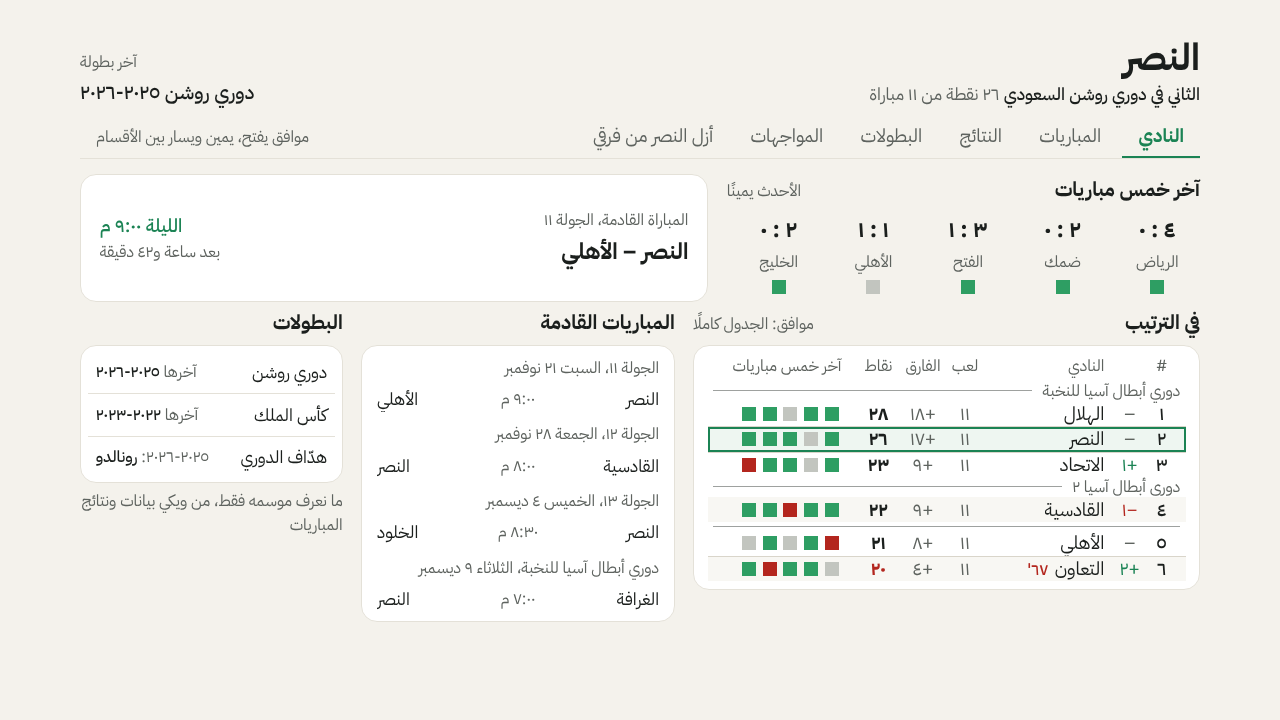 النصر
الثاني في دوري روشن السعودي ٢٦ نقطة من ١١ مباراة
آخر بطولة
دوري روشن ٢٠٢٥-٢٠٢٦
النادي
المباريات
النتائج
البطولات
المواجهات
أزل النصر من فرقي
موافق يفتح، يمين ويسار بين الأقسام
آخر خمس مباريات
الأحدث يمينًا
٤ : ٠
٢ : ٠
٣ : ١
١ : ١
٢ : ٠
الرياض
ضمك
الفتح
الأهلي
الخليج
المباراة القادمة، الجولة ١١
النصر – الأهلي
الليلة ٩:٠٠ م
بعد ساعة و٤٢ دقيقة
في الترتيب
موافق: الجدول كاملًا
# النادي لعب الفارق نقاط آخر خمس مباريات
دوري أبطال آسيا للنخبة
١ – الهلال ١١ +١٨ ٢٨
٢ – النصر ١١ +١٧ ٢٦
٣ +١ الاتحاد ١١ +٩ ٢٣
دوري أبطال آسيا ٢
٤ −١ القادسية ١١ +٩ ٢٢
٥ – الأهلي ١١ +٨ ٢١
٦ +٢ التعاون ٦٧' ١١ +٤ ٢٠
المباريات القادمة
الجولة ١١، السبت ٢١ نوفمبر
النصر ٩:٠٠ م الأهلي
الجولة ١٢، الجمعة ٢٨ نوفمبر
القادسية ٨:٠٠ م النصر
الجولة ١٣، الخميس ٤ ديسمبر
النصر ٨:٣٠ م الخلود
دوري أبطال آسيا للنخبة، الثلاثاء ٩ ديسمبر
الغرافة ٧:٠٠ م النصر
البطولات
دوري روشن آخرها ٢٠٢٥-٢٠٢٦
كأس الملك آخرها ٢٠٢٢-٢٠٢٣
هدّاف الدوري ٢٠٢٥-٢٠٢٦: رونالدو
ما نعرف موسمه فقط، من ويكي بيانات ونتائج
المباريات